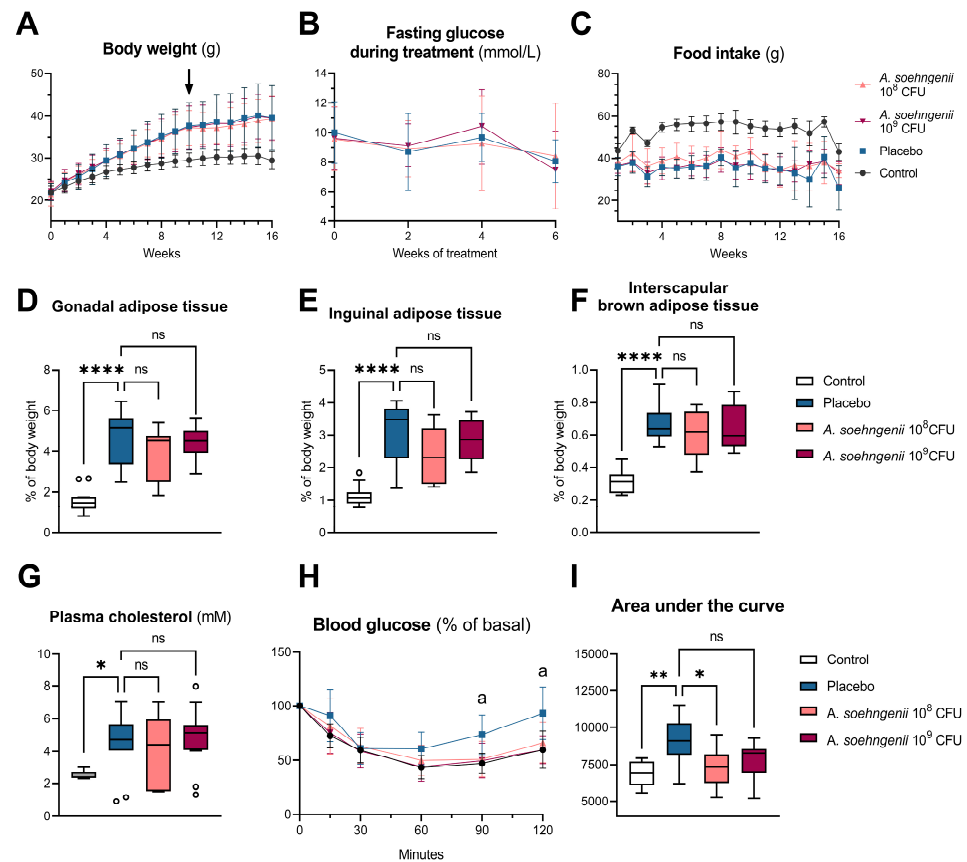 A
Body weight (g)
50
40
30
20
0
4
8
12
16
Weeks
B
Fasting glucose
during treatment (mmol/L)
14
12
10
8
6
4
0
2
4
6
Weeks of treatment
C
Food intake (g)
80
60
40
20
4
8
12
16
Weeks
A. soehngenii
10⁸ CFU
A. soehngenii
10⁹ CFU
Placebo
Control
D
Gonadal adipose tissue
ns
**** ns
% of body weight
8
6
4
2
0
E
Inguinal adipose tissue
ns
**** ns
% of body weight
5
4
3
2
1
0
F
Interscapular
brown adipose tissue
ns
**** ns
% of body weight
1.0
0.8
0.6
0.4
0.2
0.0
Control
Placebo
A. soehngenii 10⁸CFU
A. soehngenii 10⁹CFU
G
Plasma cholesterol (mM)
ns
* ns
10
8
6
4
2
0
H
Blood glucose (% of basal)
150
100
50
0
a
a
0
30
60
90
120
Minutes
I
Area under the curve
ns
** *
15000
12500
10000
7500
5000
Control
Placebo
A. soehngenii 10⁸ CFU
A. soehngenii 10⁹ CFU